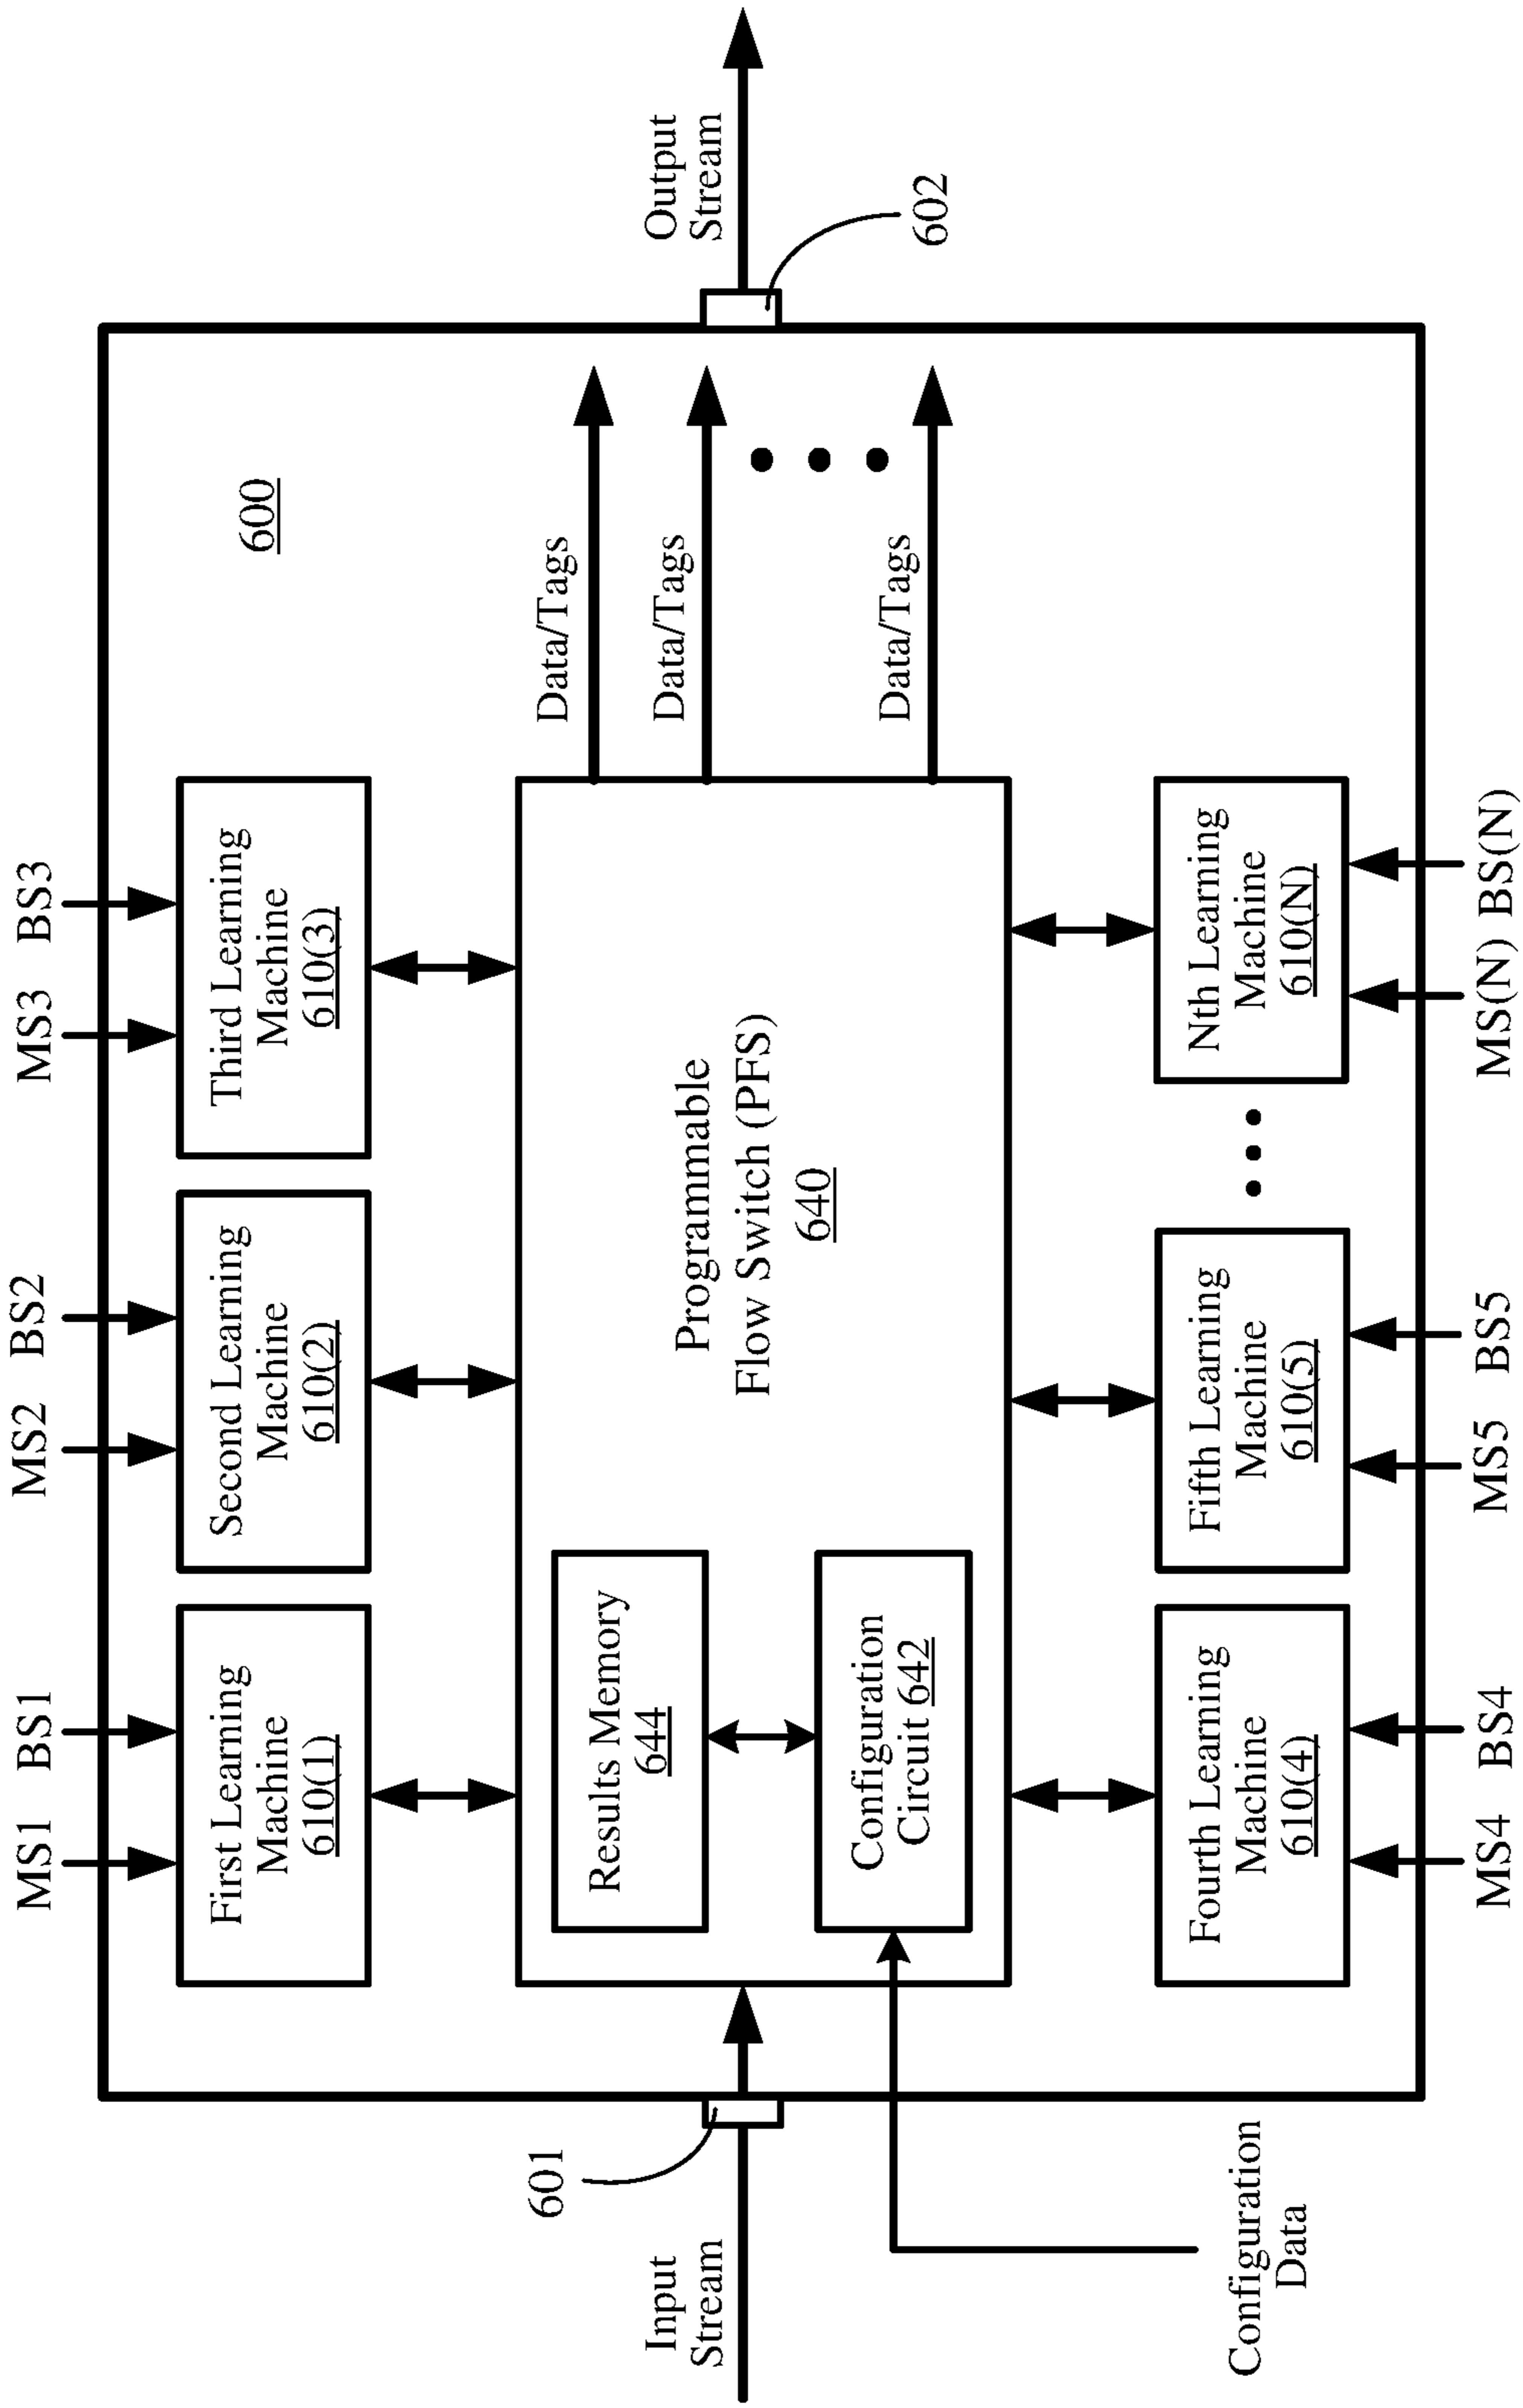 MS1
BS1
MS2
BS2
MS3
BS3
First Learning
Machine
610(1)
Second Learning
Machine
610(2)
Third Learning
Machine
610(3)
600
Input
Stream
601
Results Memory
644
Configuration
Circuit 642
Programmable
Flow Switch (PFS)
640
Data/Tags
Data/Tags
Data/Tags
Output
Stream
602
Configuration
Data
Fourth Learning
Machine
610(4)
Fifth Learning
Machine
610(5)
Nth Learning
Machine
610(N)
MS4
BS4
MS5
BS5
MS(N)
BS(N)